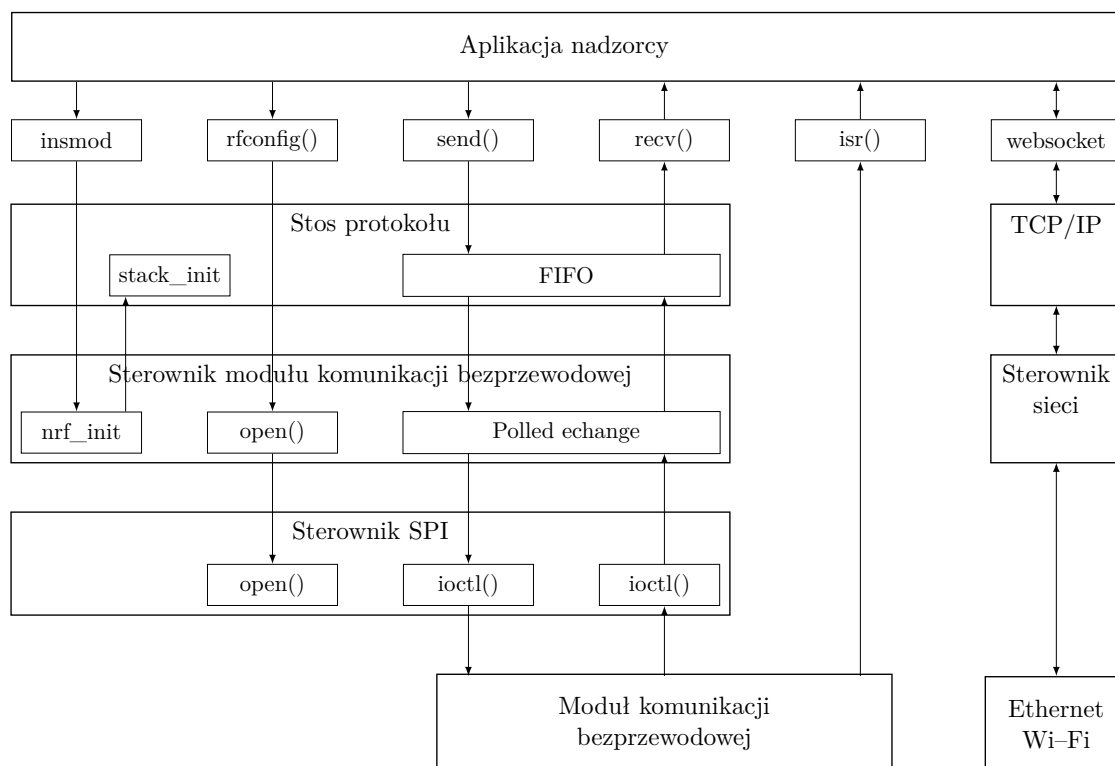 Aplikacja nadzorcy
insmod
rfconfig()
send()
recv()
isr()
websocket
Stos protokołu
TCP/IP
stack_init
FIFO
Sterownik modułu komunikacji bezprzewodowej
Sterownik
sieci
nrf_init
open()
Polled echange
Sterownik SPI
open()
ioctl()
ioctl()
Moduł komunikacji
bezprzewodowej
Ethernet
Wi–Fi